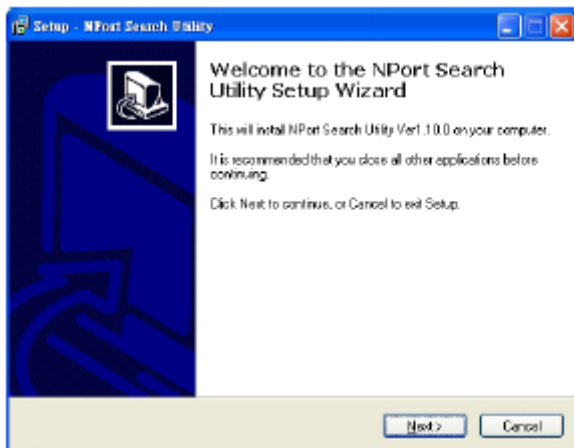 Setup - NPort Search Utility
Welcome to the NPort Search
Utility Setup Wizard
This will install NPort Search Utility Ver1.10.0 on your computer.
It is recommended that you close all other applications before
continuing.
Click Next to continue, or Cancel to exit Setup.
Next >
Cancel